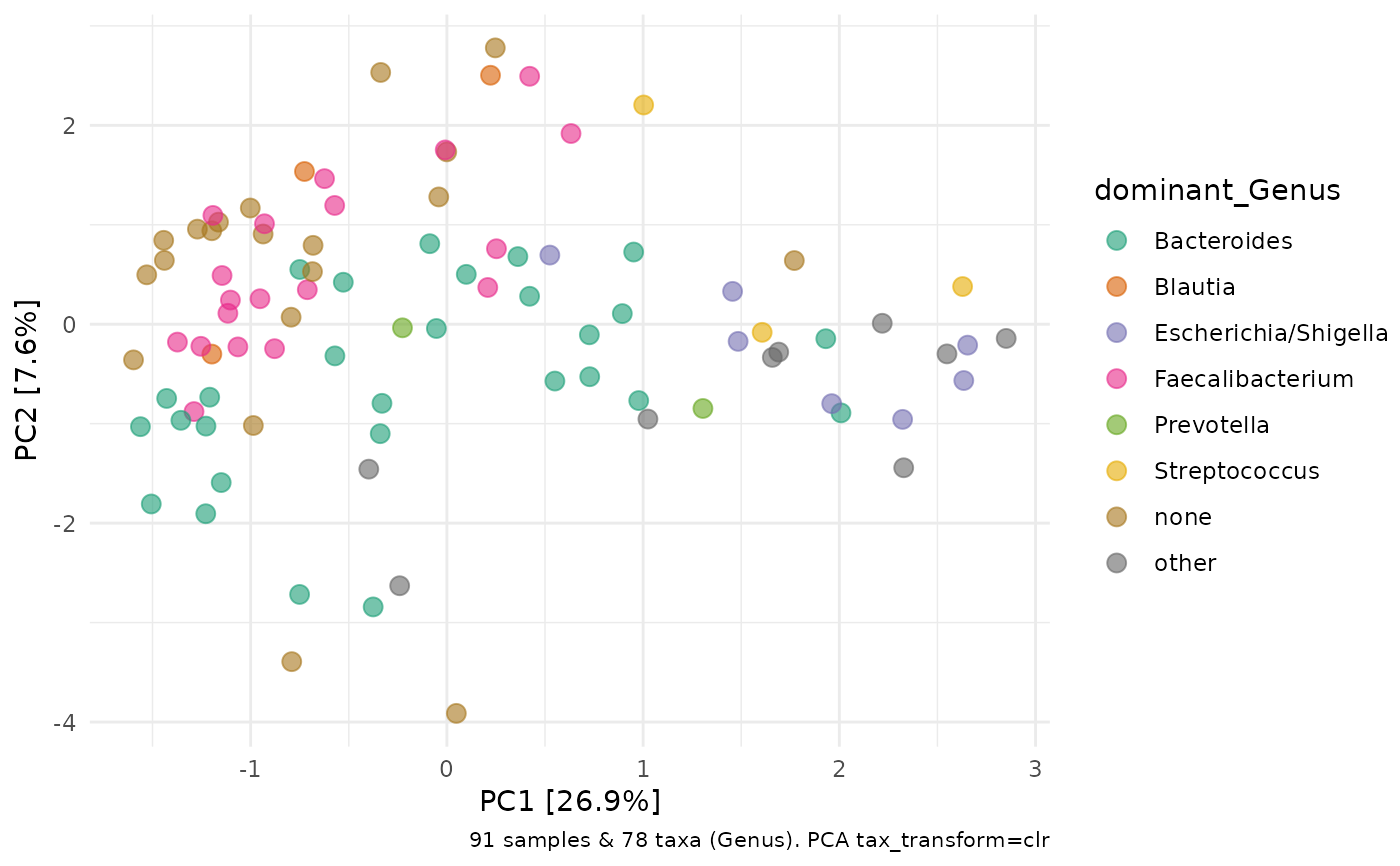 2
0
-2
-4
PC2 [7.6%]
-1
0
1
2
3
PC1 [26.9%]
91 samples & 78 taxa (Genus). PCA tax_transform=clr
dominant_Genus
Bacteroides
Blautia
Escherichia/Shigella
Faecalibacterium
Prevotella
Streptococcus
none
other